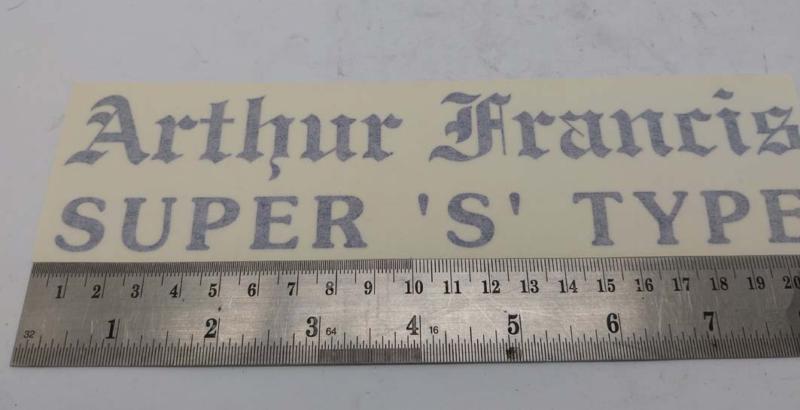 Arthur Francis
SUPER 'S' TYPE
1 2 3 4 5 6 7 8 9 10 11 12 13 14 15 16 17 18 19 20
32 1 2 3 64 4 16 5 6 7